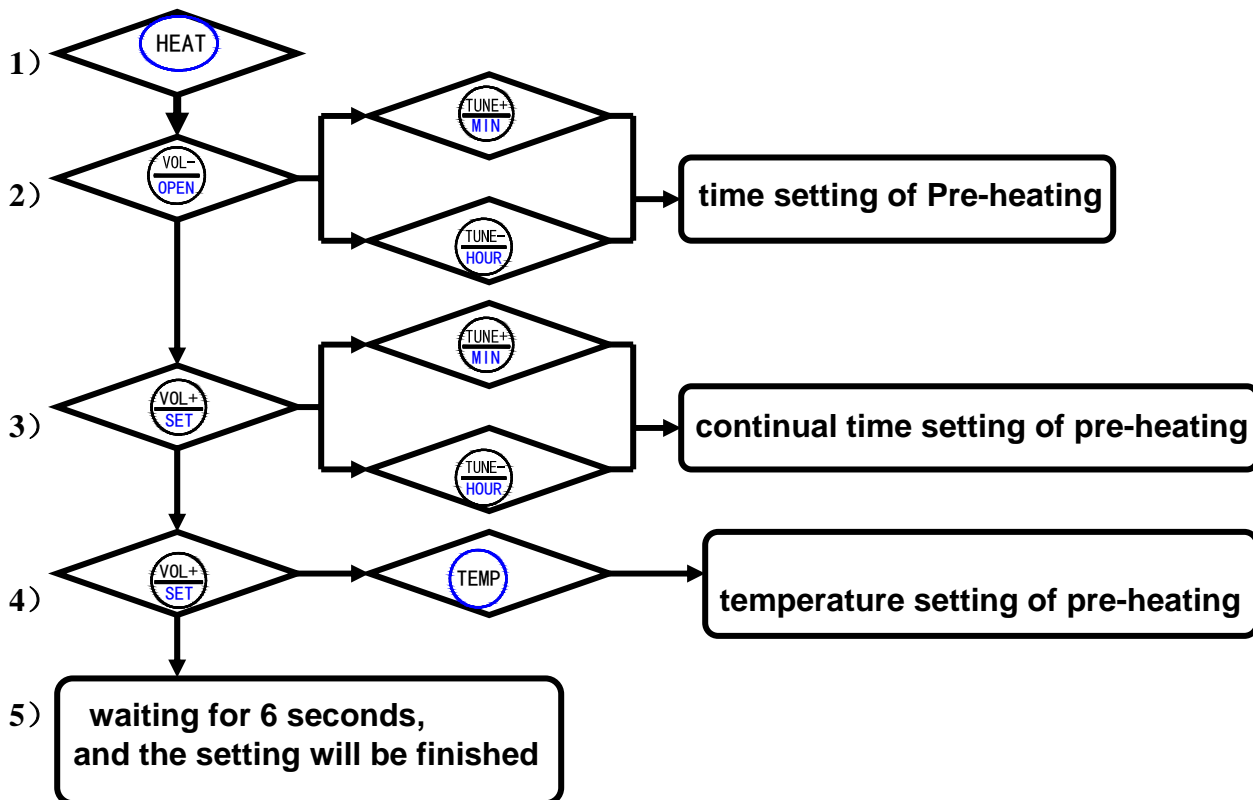 1） HEAT
TUNE+
MIN
2） VOL-
OPEN
time setting of Pre-heating
TUNE-
HOUR
TUNE+
MIN
3） VOL+
SET
continual time setting of pre-heating
TUNE-
HOUR
4） VOL+
SET
TEMP
temperature setting of pre-heating
5） waiting for 6 seconds,
and the setting will be finished